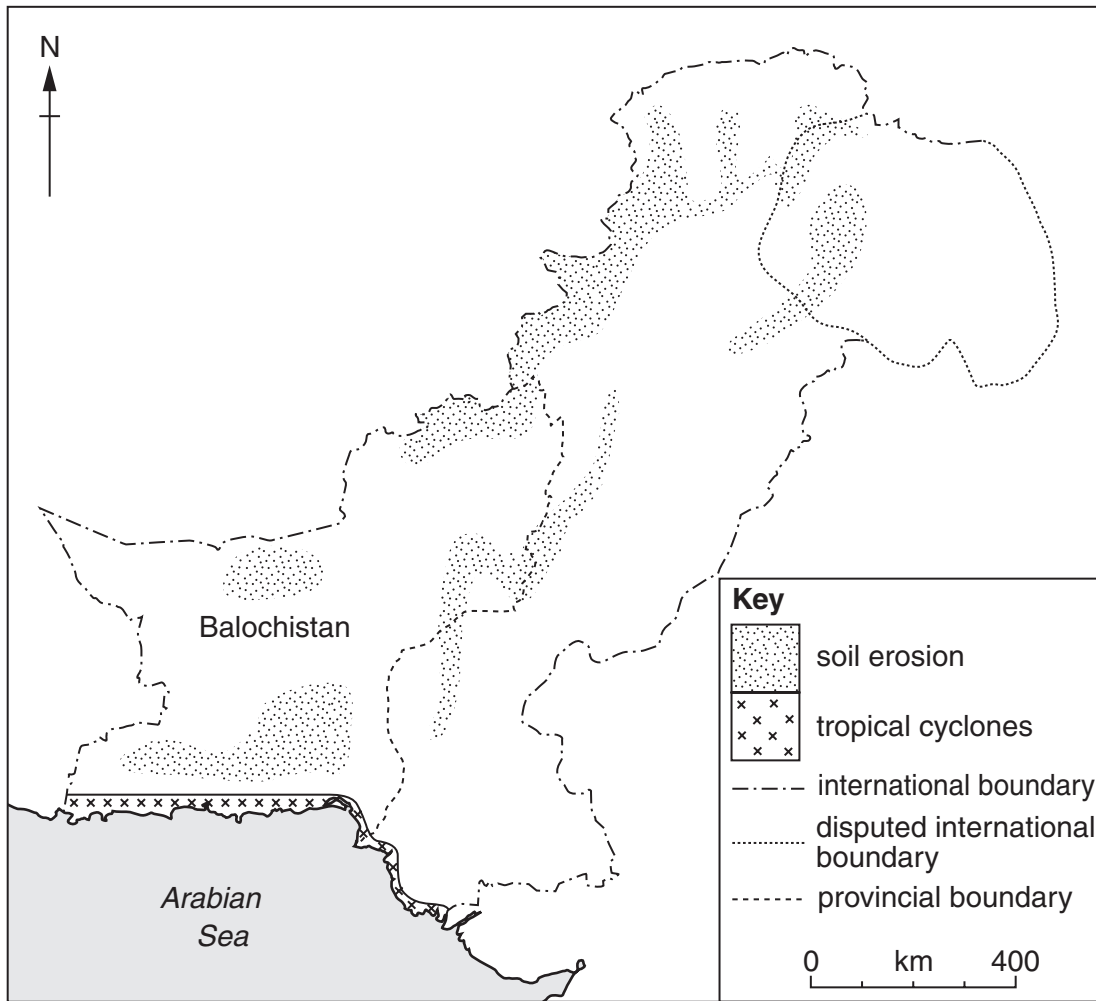 N
Balochistan
Arabian
Sea
Key
soil erosion
tropical cyclones
international boundary
disputed international
boundary
provincial boundary
0 km 400